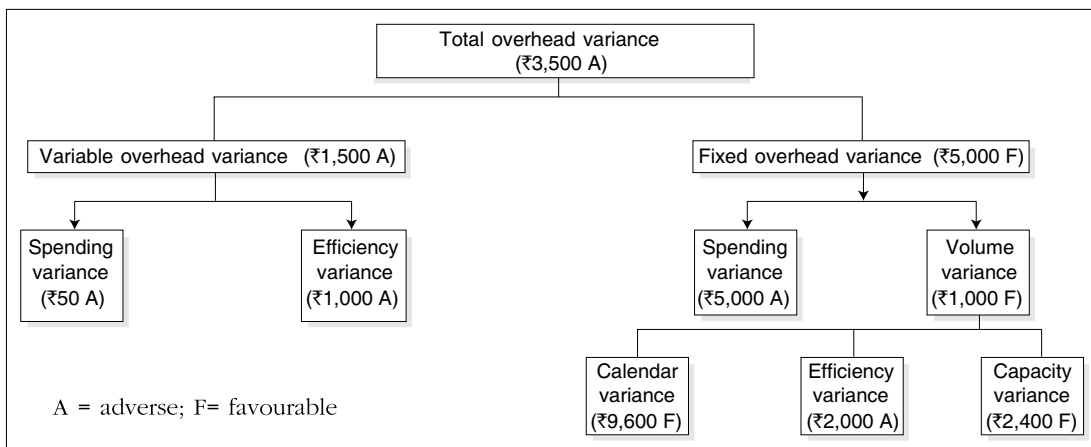 Total overhead variance
(₹3,500 A)
Variable overhead variance (₹1,500 A)
Fixed overhead variance (₹5,000 F)
Spending
variance
(₹50 A)
Efficiency
variance
(₹1,000 A)
Spending
variance
(₹5,000 A)
Volume
variance
(₹1,000 F)
Calendar
variance
(₹9,600 F)
Efficiency
variance
(₹2,000 A)
Capacity
variance
(₹2,400 F)
A = adverse; F= favourable